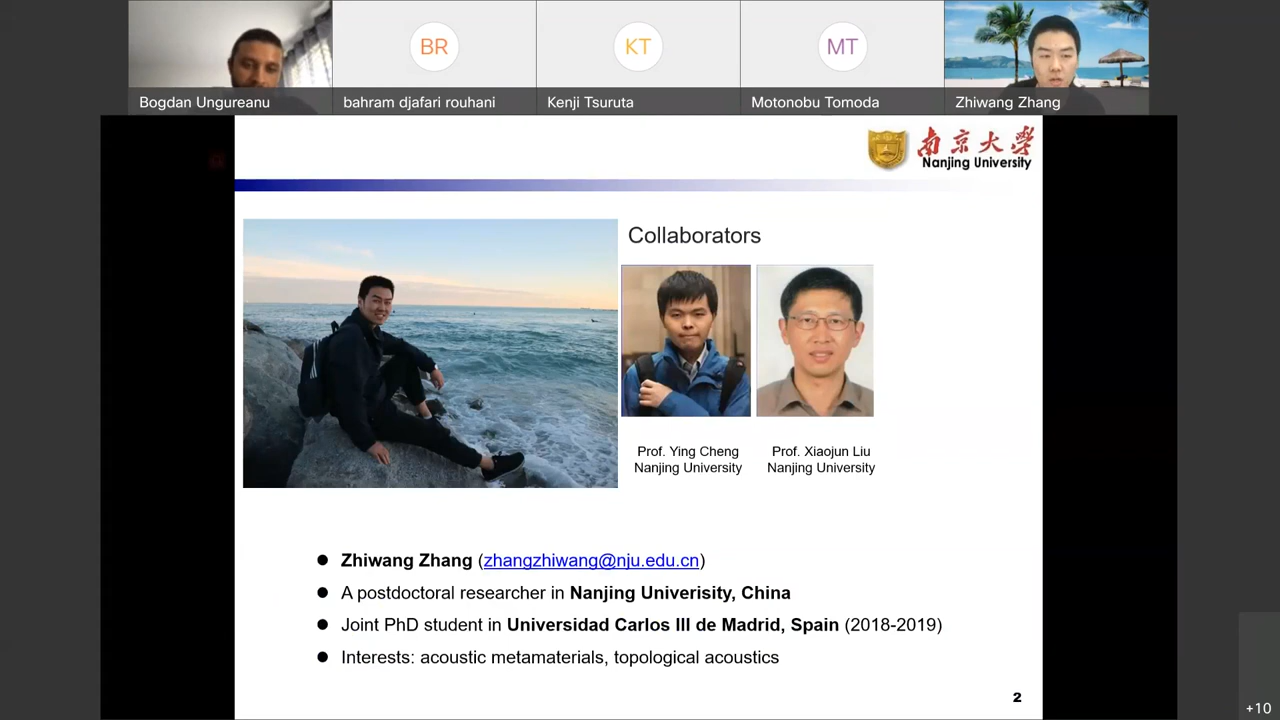 BR
KT
MT
Bogdan Ungureanu
bahram djafari rouhani
Kenji Tsuruta
Motonobu Tomoda
Zhiwang Zhang
南京大学
Nanjing University
Collaborators
Prof. Ying Cheng
Nanjing University
Prof. Xiaojun Liu
Nanjing University
● Zhiwang Zhang (zhangzhiwang@nju.edu.cn)
● A postdoctoral researcher in Nanjing Univerisity, China
● Joint PhD student in Universidad Carlos III de Madrid, Spain (2018-2019)
● Interests: acoustic metamaterials, topological acoustics
2
+10